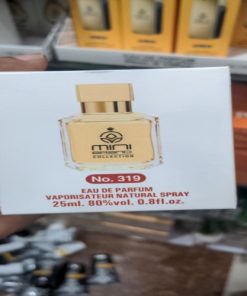 mini
COLLECTION
No. 319
EAU DE PARFUM
VAPORISATEUR NATURAL SPRAY
25ml. 80%vol. 0.8fl.oz.